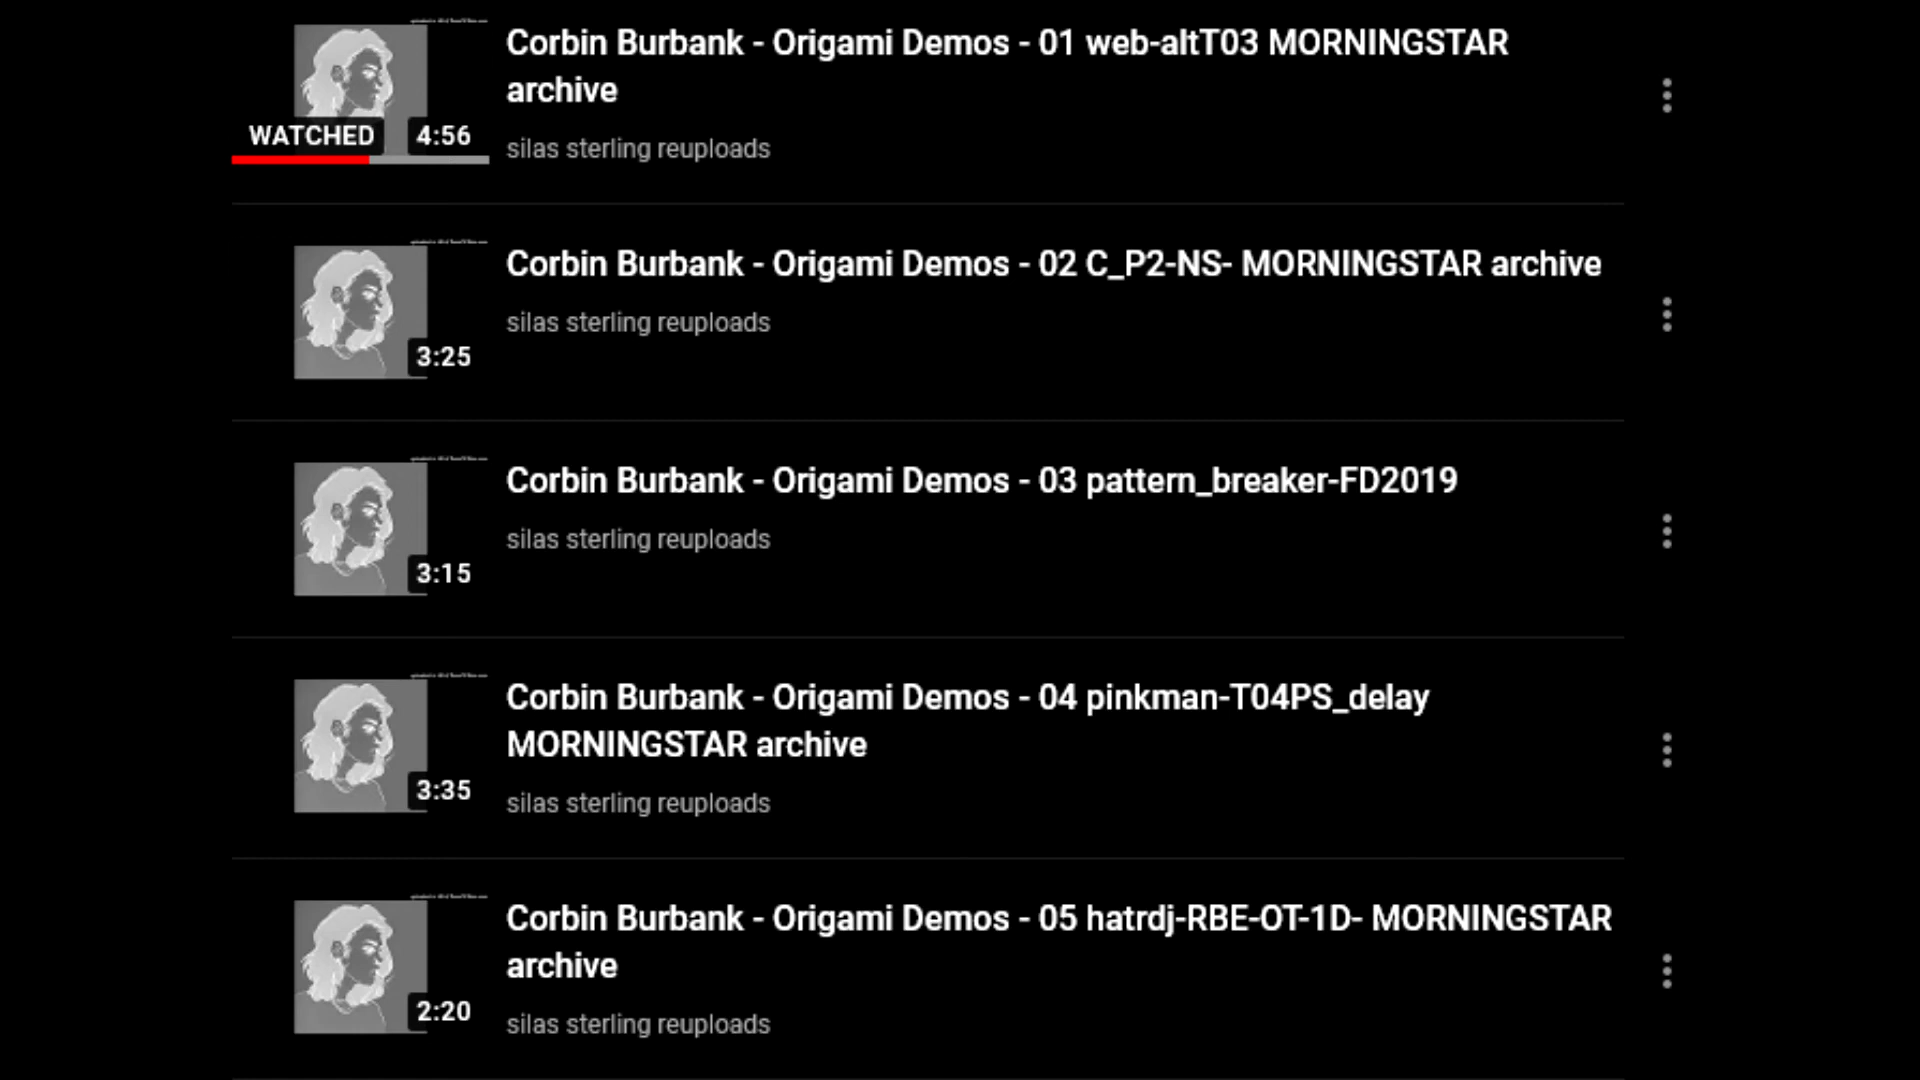 Corbin Burbank - Origami Demos - 01 web-altT03 MORNINGSTAR
archive
WATCHED
4:56
silas sterling reuploads
Corbin Burbank - Origami Demos - 02 C_P2-NS- MORNINGSTAR archive
silas sterling reuploads
3:25
Corbin Burbank - Origami Demos - 03 pattern_breaker-FD2019
silas sterling reuploads
3:15
Corbin Burbank - Origami Demos - 04 pinkman-T04PS_delay
MORNINGSTAR archive
silas sterling reuploads
3:35
Corbin Burbank - Origami Demos - 05 hatrdj-RBE-OT-1D- MORNINGSTAR
archive
silas sterling reuploads
2:20